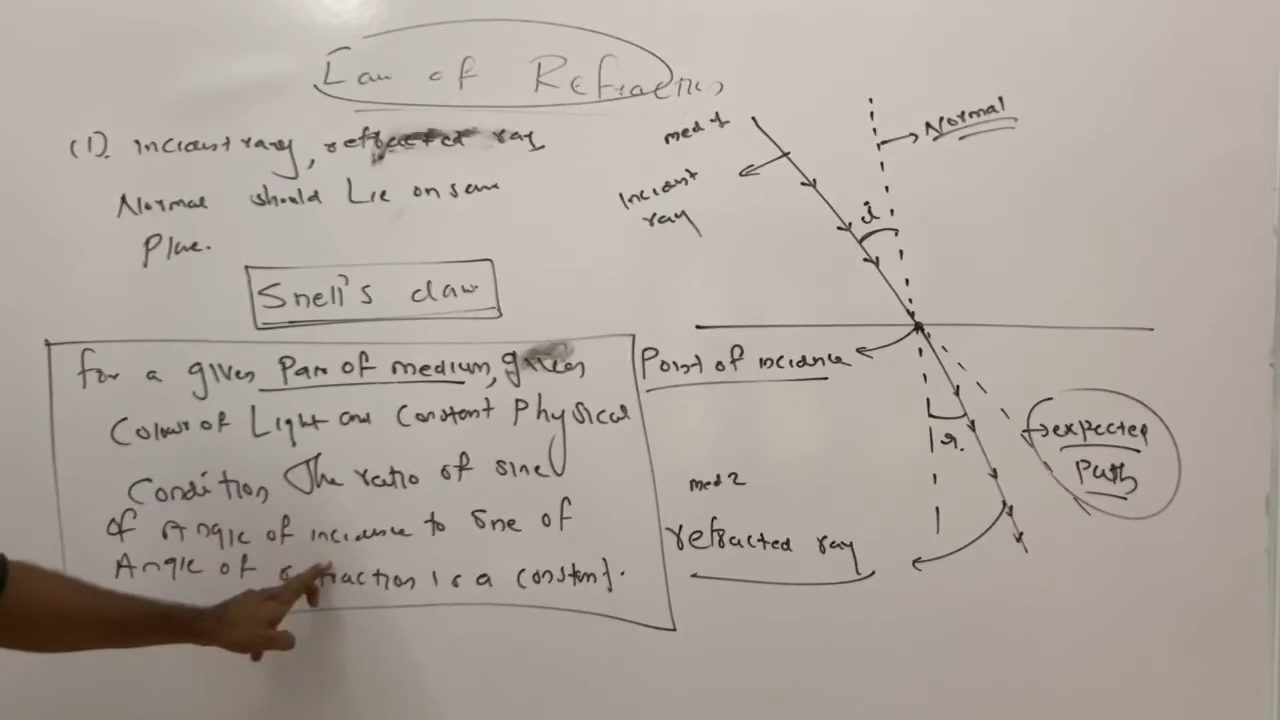 Law of Refraction
(1). Incident ray, refracted ray
Normal should Lie on same
Plane.
Snell's Law
for a given Pair of medium, given
Colour of Light and Constant Physical
Condition, The ratio of sine
of Angle of incidence to Sine of
Angle of refraction is a constant.
med 1
Incident
ray
Normal
i
Point of incidence
r
expected
Path
med 2
refracted ray